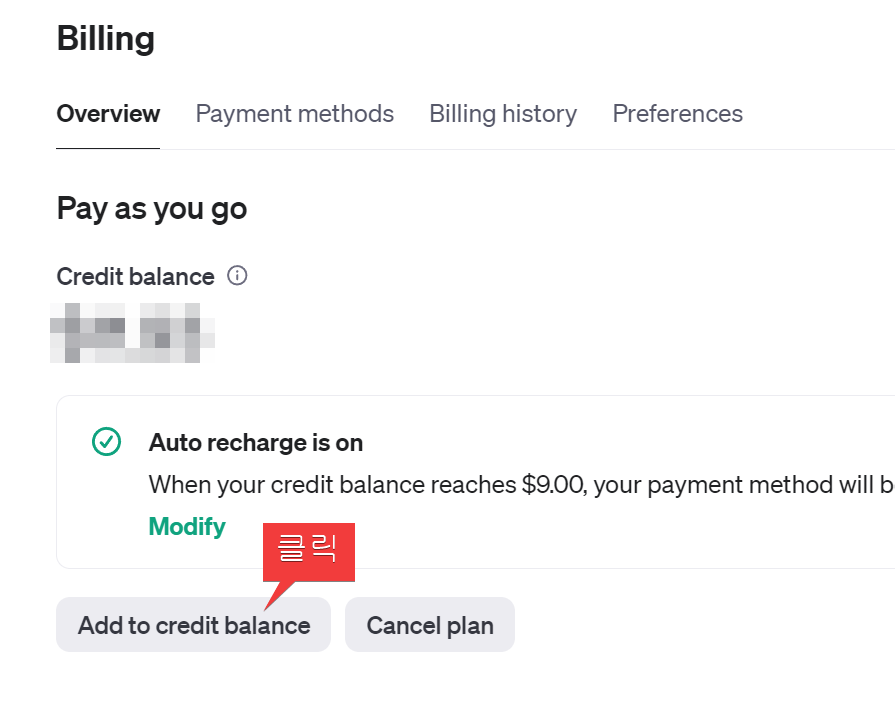 Billing
Overview Payment methods Billing history Preferences
Pay as you go
Credit balance
Auto recharge is on
When your credit balance reaches $9.00, your payment method will b
Modify
클릭
Add to credit balance Cancel plan